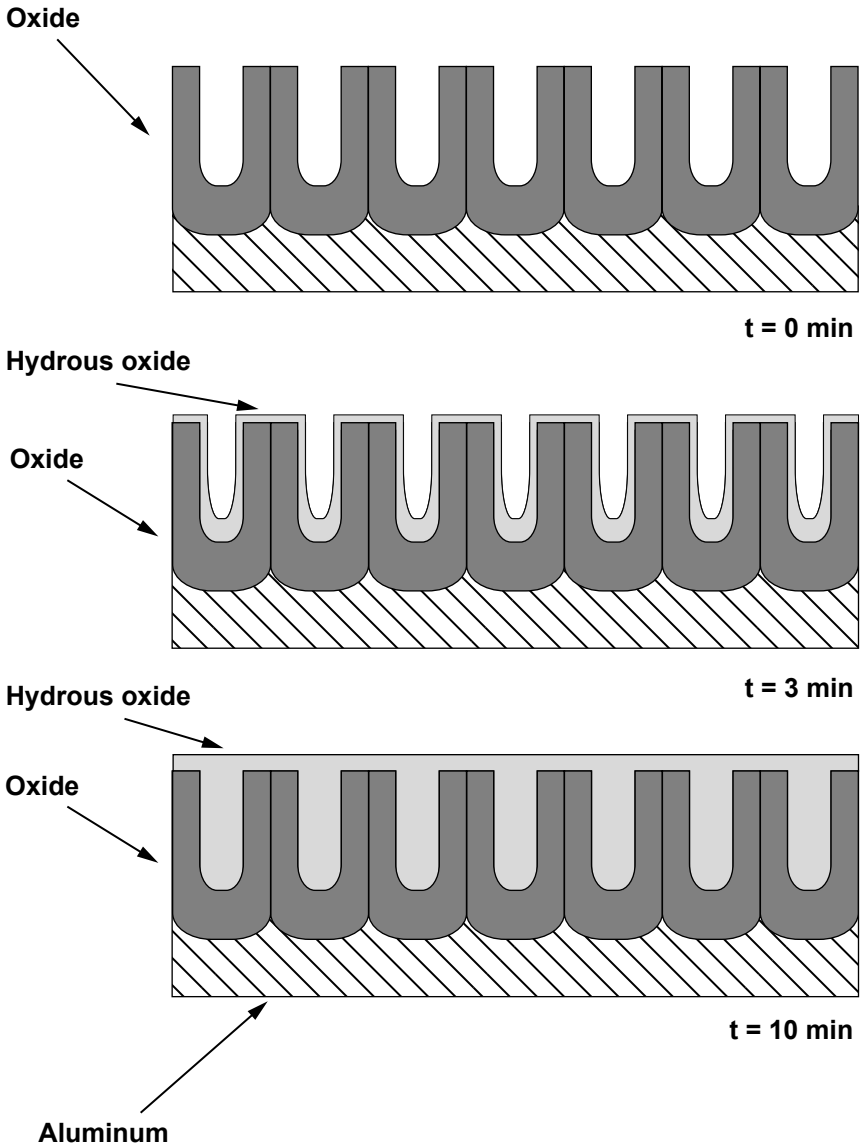 Oxide
t = 0 min
Hydrous oxide
Oxide
t = 3 min
Hydrous oxide
Oxide
t = 10 min
Aluminum